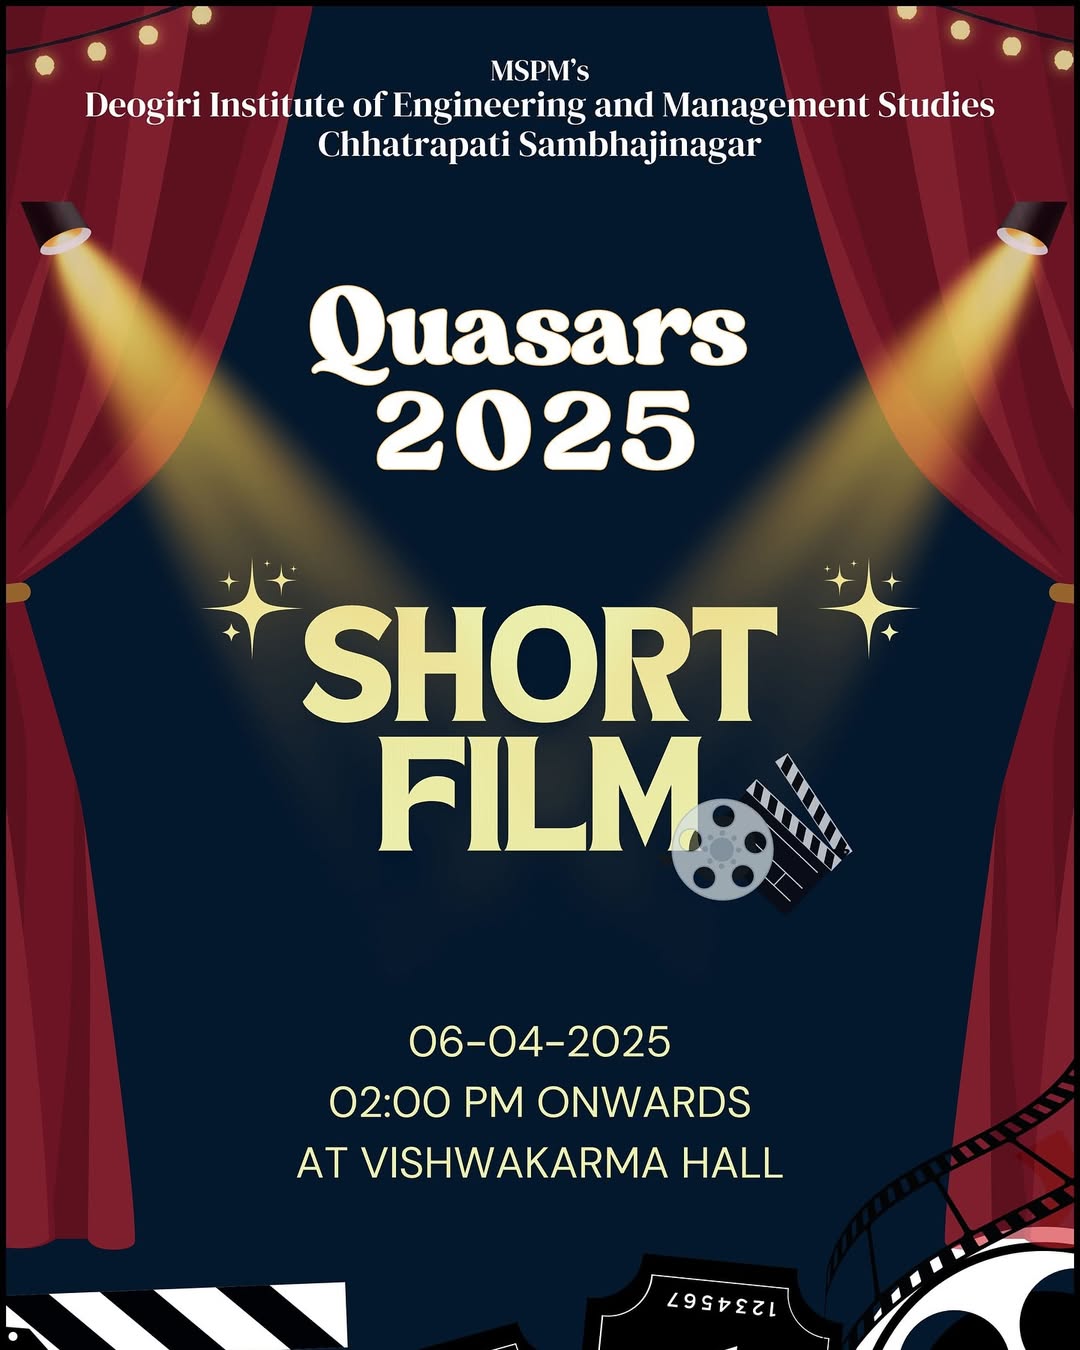 MSPM's
Deogiri Institute of Engineering and Management Studies
Chhatrapati Sambhajinagar
Quasars
2025
SHORT
FILM
06-04-2025
02:00 PM ONWARDS
AT VISHWAKARMA HALL
1234567